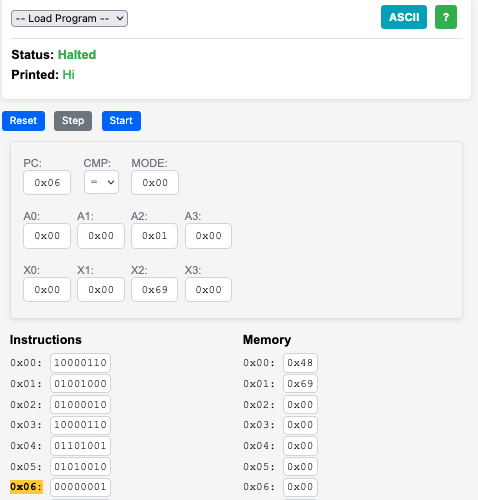 -- Load Program --
ASCII
?
Status: Halted
Printed: Hi
Reset Step Start
PC: CMP: MODE:
0x06 = 0x00
A0: A1: A2: A3:
0x00 0x00 0x01 0x00
X0: X1: X2: X3:
0x00 0x00 0x69 0x00
Instructions Memory
0x00: 10000110 0x00: 0x48
0x01: 01001000 0x01: 0x69
0x02: 01000010 0x02: 0x00
0x03: 10000110 0x03: 0x00
0x04: 01101001 0x04: 0x00
0x05: 01010010 0x05: 0x00
0x06: 00000001 0x06: 0x00